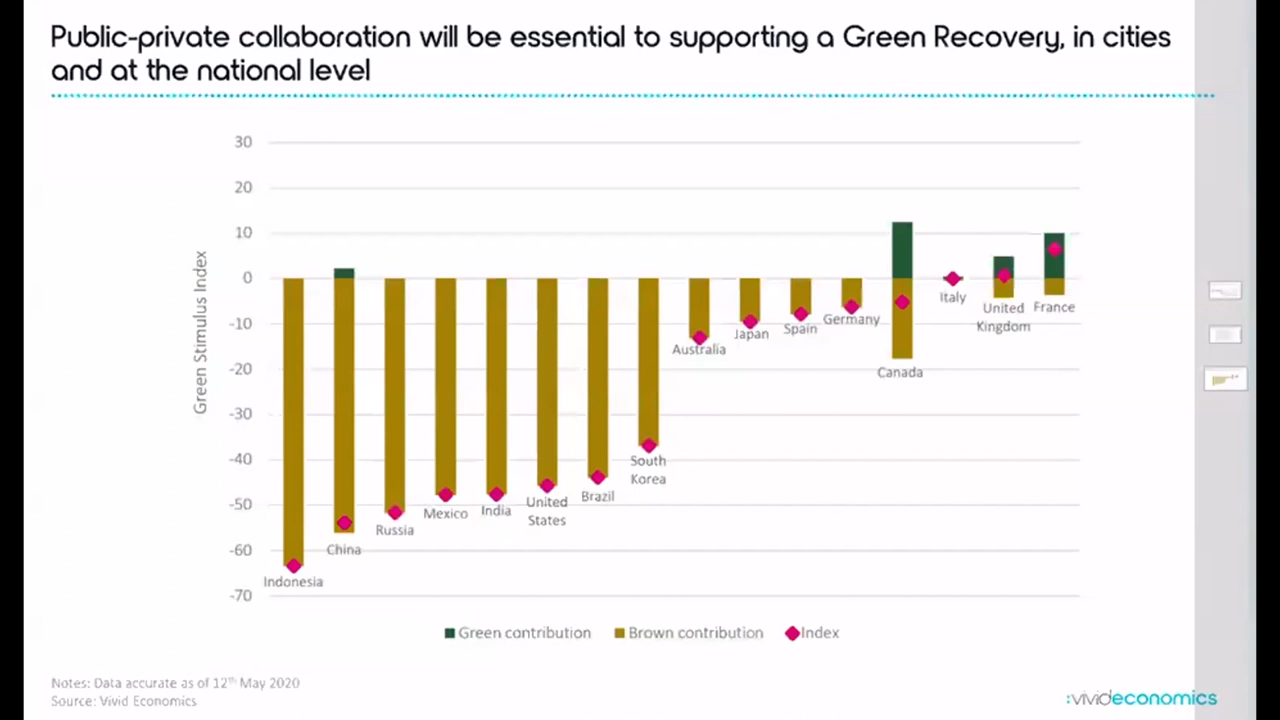 Public-private collaboration will be essential to supporting a Green Recovery, in cities
and at the national level
30
20
10
0
-10
-20
-30
-40
-50
-60
-70
Green Stimulus Index
Indonesia
China
Russia
Mexico
India
United
States
Brazil
South
Korea
Australia
Japan
Spain
Germany
Canada
Italy
United
Kingdom
France
Green contribution Brown contribution Index
Notes: Data accurate as of 12th May 2020
Source: Vivid Economics
:vivideconomics